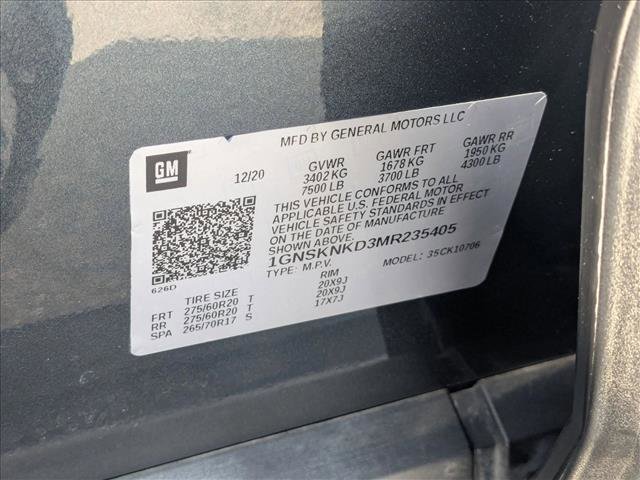 MFD BY GENERAL MOTORS LLC
GM
12/20 GVWR GAWR FRT GAWR RR
3402 KG 1678 KG 1950 KG
7500 LB 3700 LB 4300 LB
THIS VEHICLE CONFORMS TO ALL
APPLICABLE U.S. FEDERAL MOTOR
VEHICLE SAFETY STANDARDS IN EFFECT
ON THE DATE OF MANUFACTURE
SHOWN ABOVE.
1GNSKNKD3MR235405
TYPE: M.P.V. MODEL: 35CK10706
626D
TIRE SIZE RIM
FRT 275/60R20 T 20X9J
RR 275/60R20 T 20X9J
SPA 265/70R17 S 17X7J